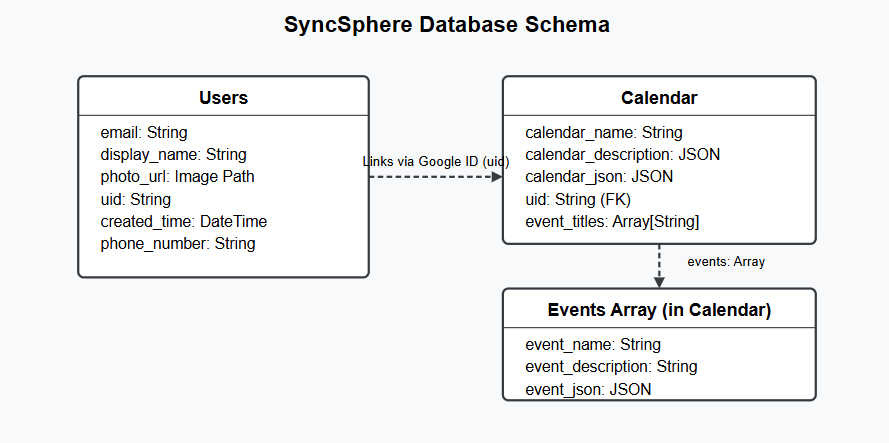 SyncSphere Database Schema
Users
email: String
display_name: String
photo_url: Image Path
uid: String
created_time: DateTime
phone_number: String
Links via Google ID (uid)
Calendar
calendar_name: String
calendar_description: JSON
calendar_json: JSON
uid: String (FK)
event_titles: Array[String]
events: Array
Events Array (in Calendar)
event_name: String
event_description: String
event_json: JSON